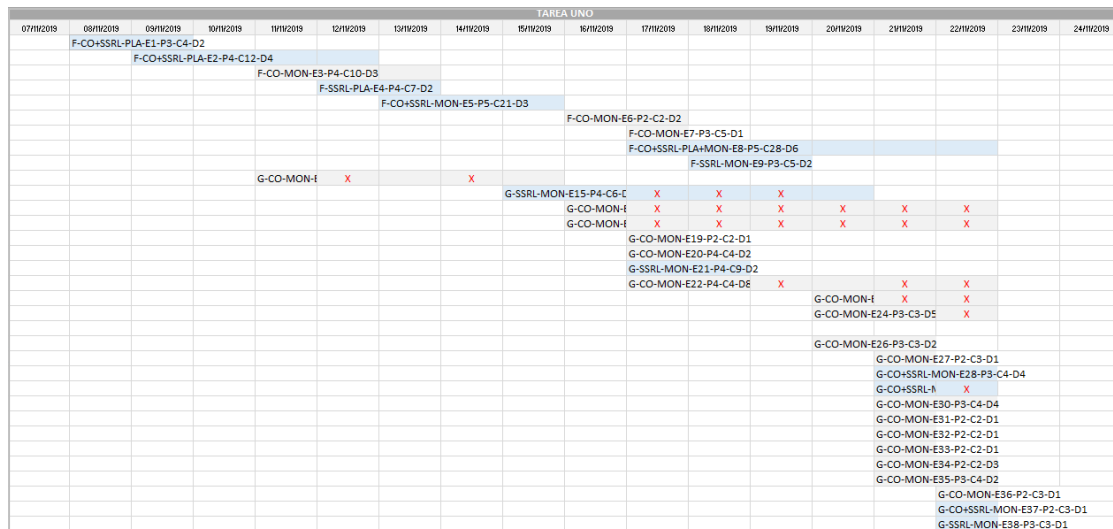 TAREA UNO
07/11/2019 08/11/2019 09/11/2019 10/11/2019 11/11/2019 12/11/2019 13/11/2019 14/11/2019 15/11/2019 16/11/2019 17/11/2019 18/11/2019 19/11/2019 20/11/2019 21/11/2019 22/11/2019 23/11/2019 24/11/2019
F-CO+SSRL-PLA-E1-P3-C4-D2
F-CO+SSRL-PLA-E2-P4-C12-D4
F-CO-MON-E3-P4-C10-D3
F-SSRL-PLA-E4-P4-C7-D2
F-CO+SSRL-MON-E5-P5-C21-D3
F-CO-MON-E6-P2-C2-D2
F-CO-MON-E7-P3-C5-D1
F-CO+SSRL-PLA+MON-E8-P5-C28-D6
F-SSRL-MON-E9-P3-C5-D2
G-CO-MON-E X X
G-SSRL-MON-E15-P4-C6-D X X X
G-CO-MON-E X X X X X X
G-CO-MON-E X X X X X X
G-CO-MON-E19-P2-C2-D1
G-CO-MON-E20-P4-C4-D2
G-SSRL-MON-E21-P4-C9-D2
G-CO-MON-E22-P4-C4-D8 X X X
G-CO-MON-E X X
G-CO-MON-E24-P3-C3-D5 X
G-CO-MON-E26-P3-C3-D2
G-CO-MON-E27-P2-C3-D1
G-CO+SSRL-MON-E28-P3-C4-D4
G-CO+SSRL-M X
G-CO-MON-E30-P3-C4-D4
G-CO-MON-E31-P2-C2-D1
G-CO-MON-E32-P2-C2-D1
G-CO-MON-E33-P2-C2-D1
G-CO-MON-E34-P2-C2-D3
G-CO-MON-E35-P3-C4-D2
G-CO-MON-E36-P2-C3-D1
G-CO+SSRL-MON-E37-P2-C3-D1
G-SSRL-MON-E38-P3-C3-D1